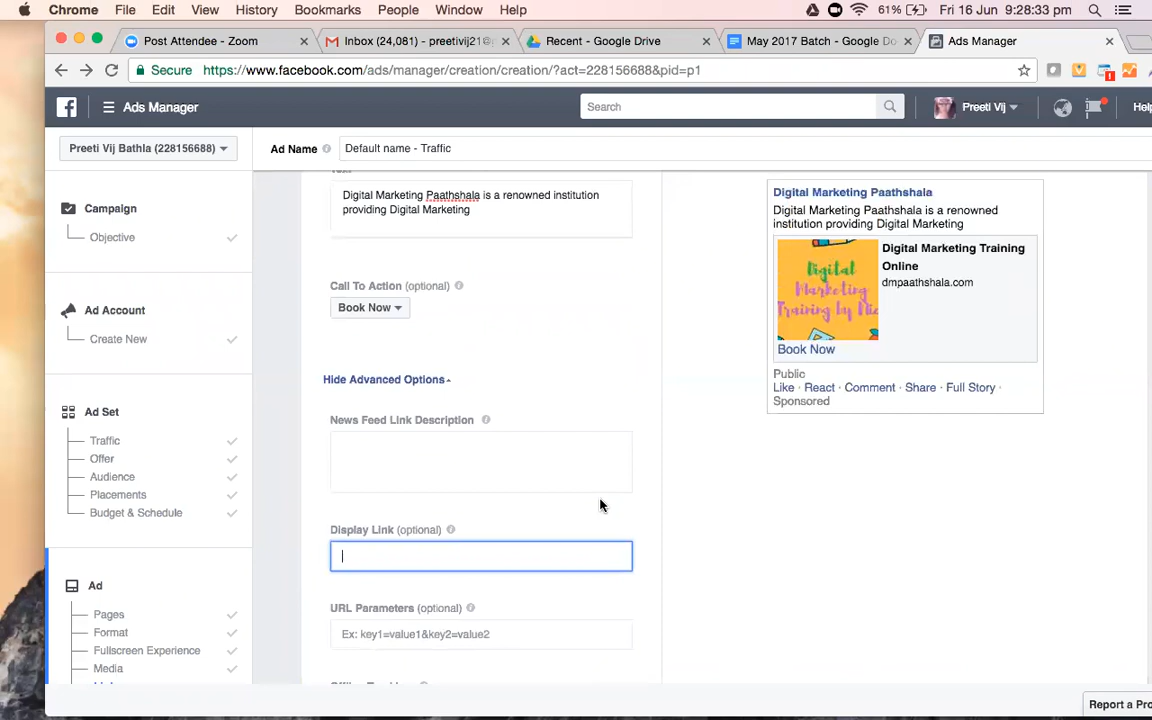 Chrome File Edit View History Bookmarks People Window Help 61% Fri 16 Jun 9:28:33 pm
Post Attendee - Zoom × Inbox (24,081) - preetivij21@ × Recent - Google Drive × May 2017 Batch - Google Do × Ads Manager ×
Secure https://www.facebook.com/ads/manager/creation/creation/?act=228156688&pid=p1
Ads Manager Search Preeti Vij Help
Preeti Vij Bathla (228156688) Ad Name Default name - Traffic
Campaign
Objective
Ad Account
Create New
Ad Set
Traffic
Offer
Audience
Placements
Budget & Schedule
Ad
Pages
Format
Fullscreen Experience
Media
Digital Marketing Paathshala is a renowned institution
providing Digital Marketing
Call To Action (optional)
Book Now
Hide Advanced Options
News Feed Link Description
Display Link (optional)
URL Parameters (optional)
Ex: key1=value1&key2=value2
Digital Marketing Paathshala
Digital Marketing Paathshala is a renowned
institution providing Digital Marketing
Digital
Marketing
Training by
Digital Marketing Training
Online
dmpaathshala.com
Book Now
Public
Like · React · Comment · Share · Full Story ·
Sponsored
Report a Pro